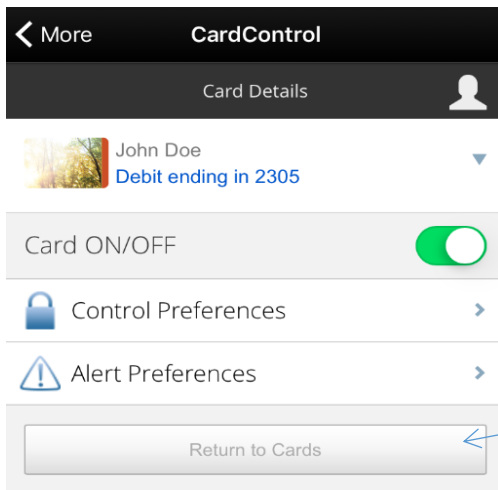 More CardControl
Card Details
John Doe
Debit ending in 2305
Card ON/OFF
Control Preferences
Alert Preferences
Return to Cards